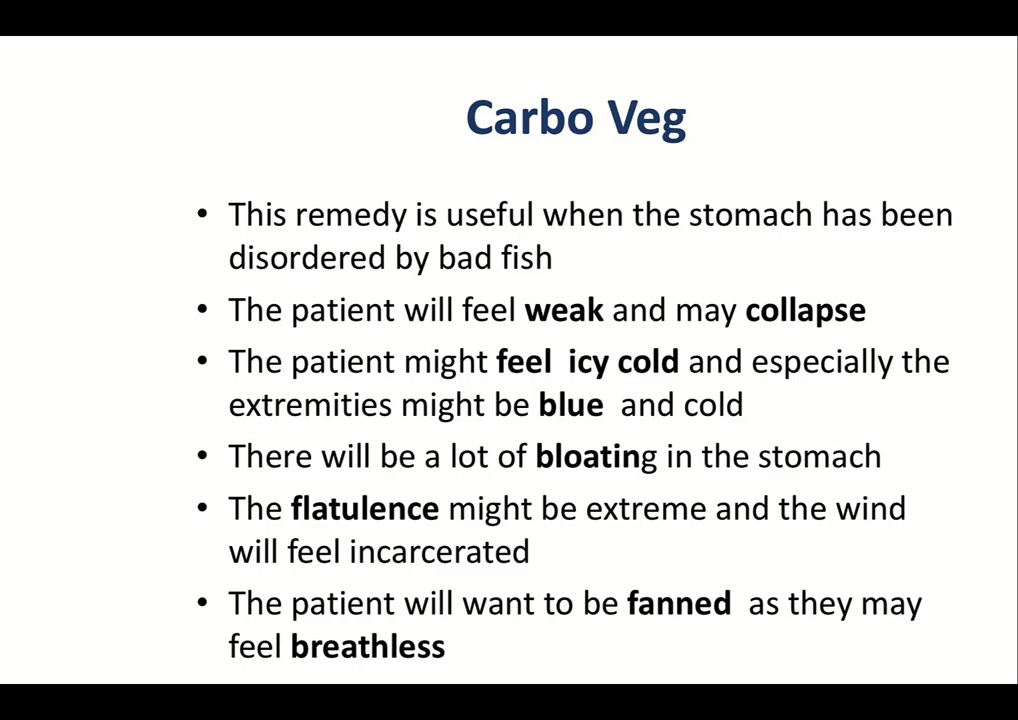 Carbo Veg
• This remedy is useful when the stomach has been
disordered by bad fish
• The patient will feel weak and may collapse
• The patient might feel  icy cold and especially the
extremities might be blue  and cold
• There will be a lot of bloating in the stomach
• The flatulence might be extreme and the wind
will feel incarcerated
• The patient will want to be fanned  as they may
feel breathless